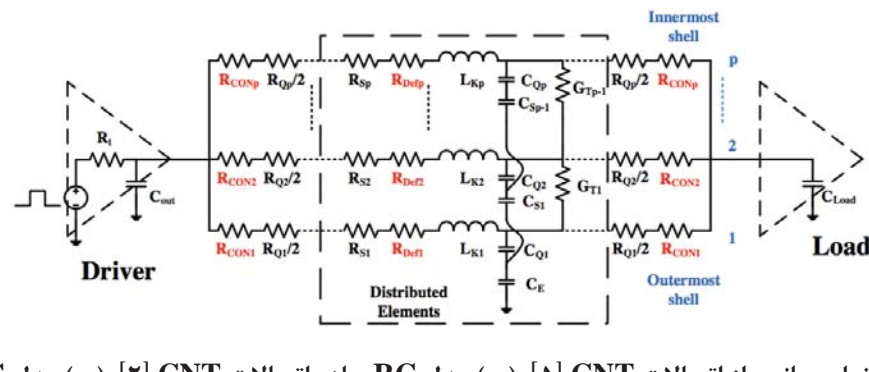 Innermost
shell
R_CONp R_Qp/2 R_Sp R_Defp L_Kp C_Qp G_Tp-1 R_Qp/2 R_CONp p
C_Sp-1
R_t
R_CON2 R_Q2/2 R_S2 R_Def2 L_K2 C_Q2 G_T1 R_Q2/2 R_CON2 2
C_S1
C_out
C_Load
R_CON1 R_Q1/2 R_S1 R_Def1 L_K1 C_Q1 R_Q1/2 R_CON1 1
C_E
Driver
Distributed
Elements
Outermost
shell
Load